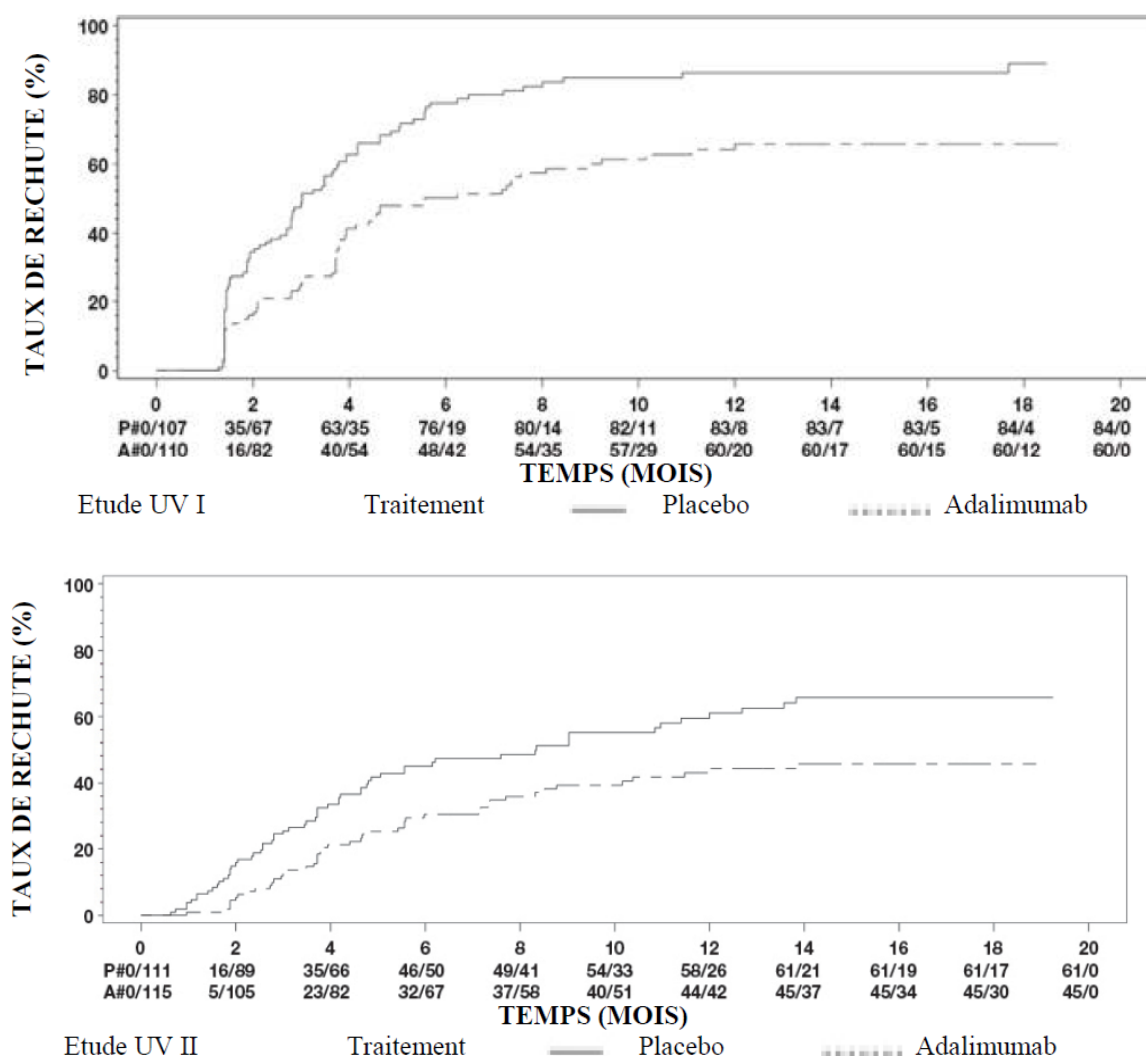 TAUX DE RECHUTE (%)
100
80
60
40
20
0
0 2 4 6 8 10 12 14 16 18 20
P#0/107 35/67 63/35 76/19 80/14 82/11 83/8 83/7 83/5 84/4 84/0
A#0/110 16/82 40/54 48/42 54/35 57/29 60/20 60/17 60/15 60/12 60/0
TEMPS (MOIS)
Etude UV I Traitement Placebo Adalimumab
TAUX DE RECHUTE (%)
100
80
60
40
20
0
0 2 4 6 8 10 12 14 16 18 20
P#0/111 16/89 35/66 46/50 49/41 54/33 58/26 61/21 61/19 61/17 61/0
A#0/115 5/105 23/82 32/67 37/58 40/51 44/42 45/37 45/34 45/30 45/0
TEMPS (MOIS)
Etude UV II Traitement Placebo Adalimumab